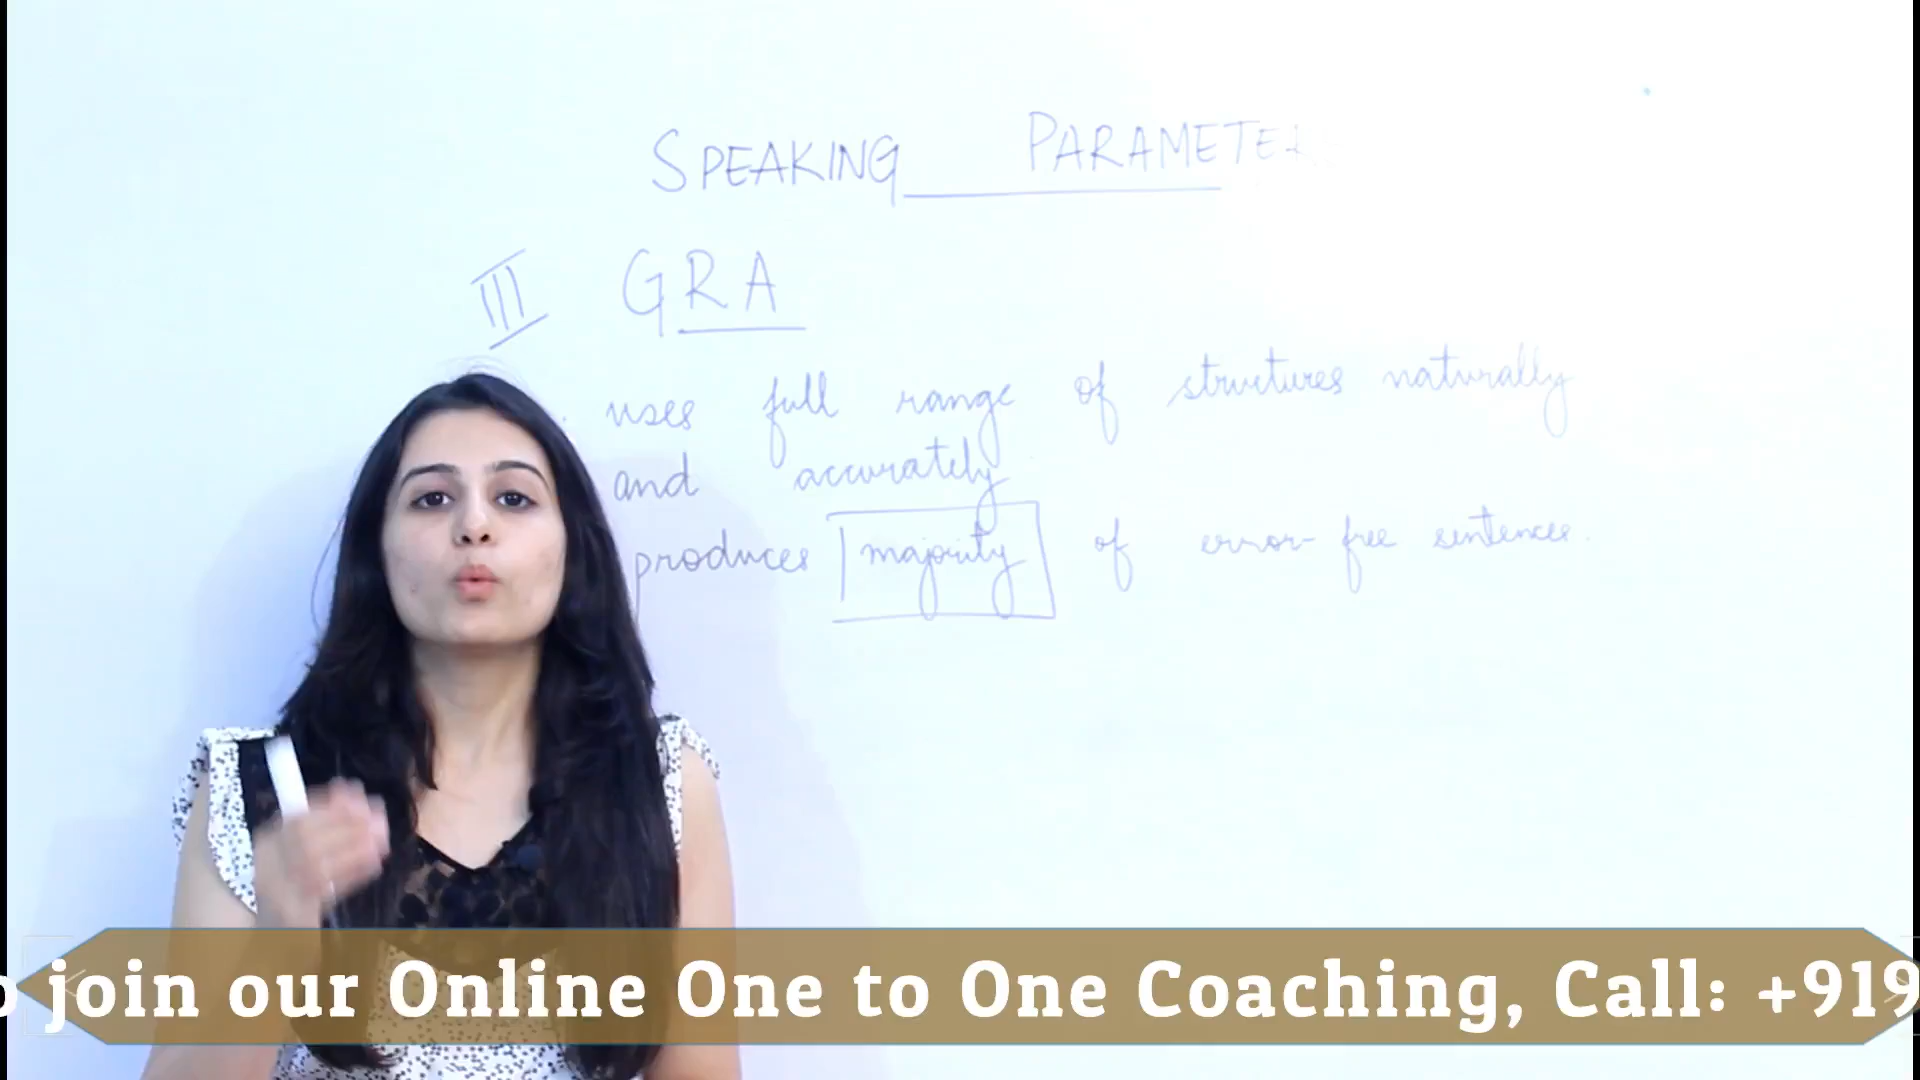 SPEAKING PARAMETE
III GRA
uses full range of structures naturally
and accurately
produces majority of error free sentences.
o join our Online One to One Coaching, Call: +919